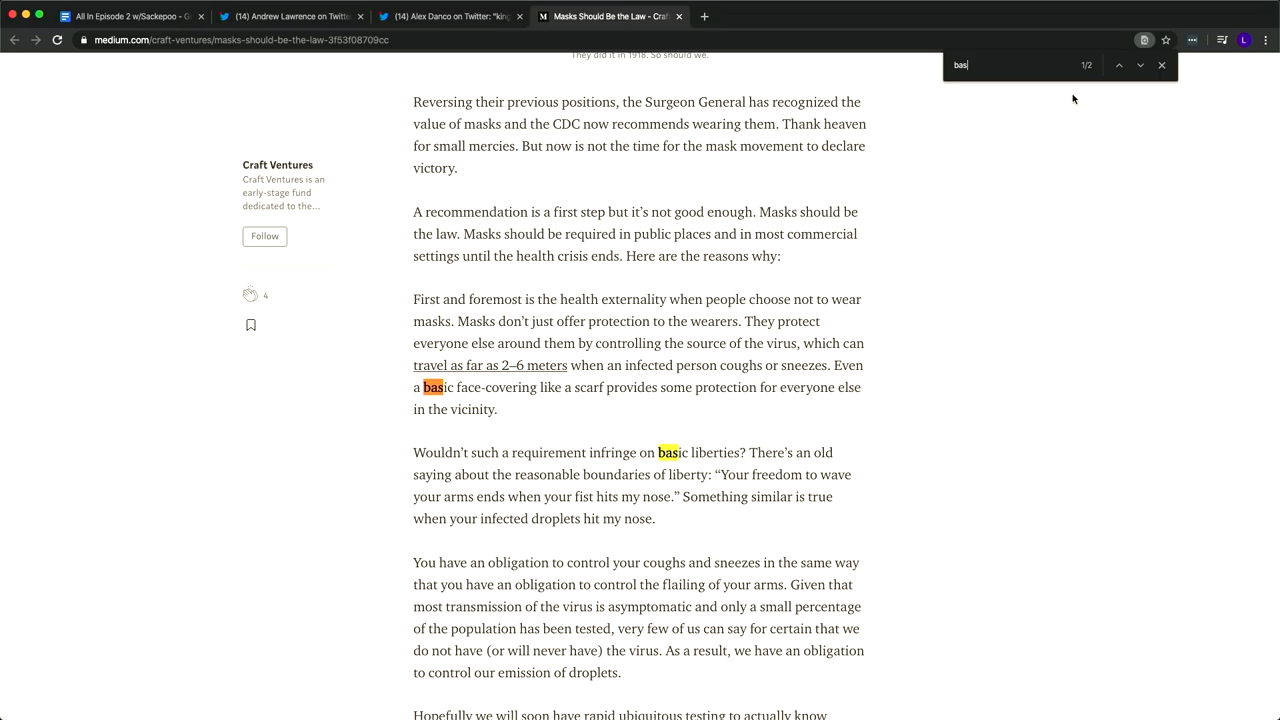 All In Episode 2 w/Sackepoo - G
(14) Andrew Lawrence on Twitte
(14) Alex Danco on Twitter: "king
M Masks Should Be the Law - Craf
medium.com/craft-ventures/masks-should-be-the-law-3f53f08709cc
L
bas
1/2
They did it in 1918. So should we.
Reversing their previous positions, the Surgeon General has recognized the
value of masks and the CDC now recommends wearing them. Thank heaven
for small mercies. But now is not the time for the mask movement to declare
victory.
Craft Ventures
Craft Ventures is an
early-stage fund
dedicated to the...
Follow
4
A recommendation is a first step but it’s not good enough. Masks should be
the law. Masks should be required in public places and in most commercial
settings until the health crisis ends. Here are the reasons why:
First and foremost is the health externality when people choose not to wear
masks. Masks don’t just offer protection to the wearers. They protect
everyone else around them by controlling the source of the virus, which can
travel as far as 2–6 meters when an infected person coughs or sneezes. Even
a basic face-covering like a scarf provides some protection for everyone else
in the vicinity.
Wouldn’t such a requirement infringe on basic liberties? There’s an old
saying about the reasonable boundaries of liberty: “Your freedom to wave
your arms ends when your fist hits my nose.” Something similar is true
when your infected droplets hit my nose.
You have an obligation to control your coughs and sneezes in the same way
that you have an obligation to control the flailing of your arms. Given that
most transmission of the virus is asymptomatic and only a small percentage
of the population has been tested, very few of us can say for certain that we
do not have (or will never have) the virus. As a result, we have an obligation
to control our emission of droplets.
Hopefully we will soon have rapid ubiquitous testing to actually know